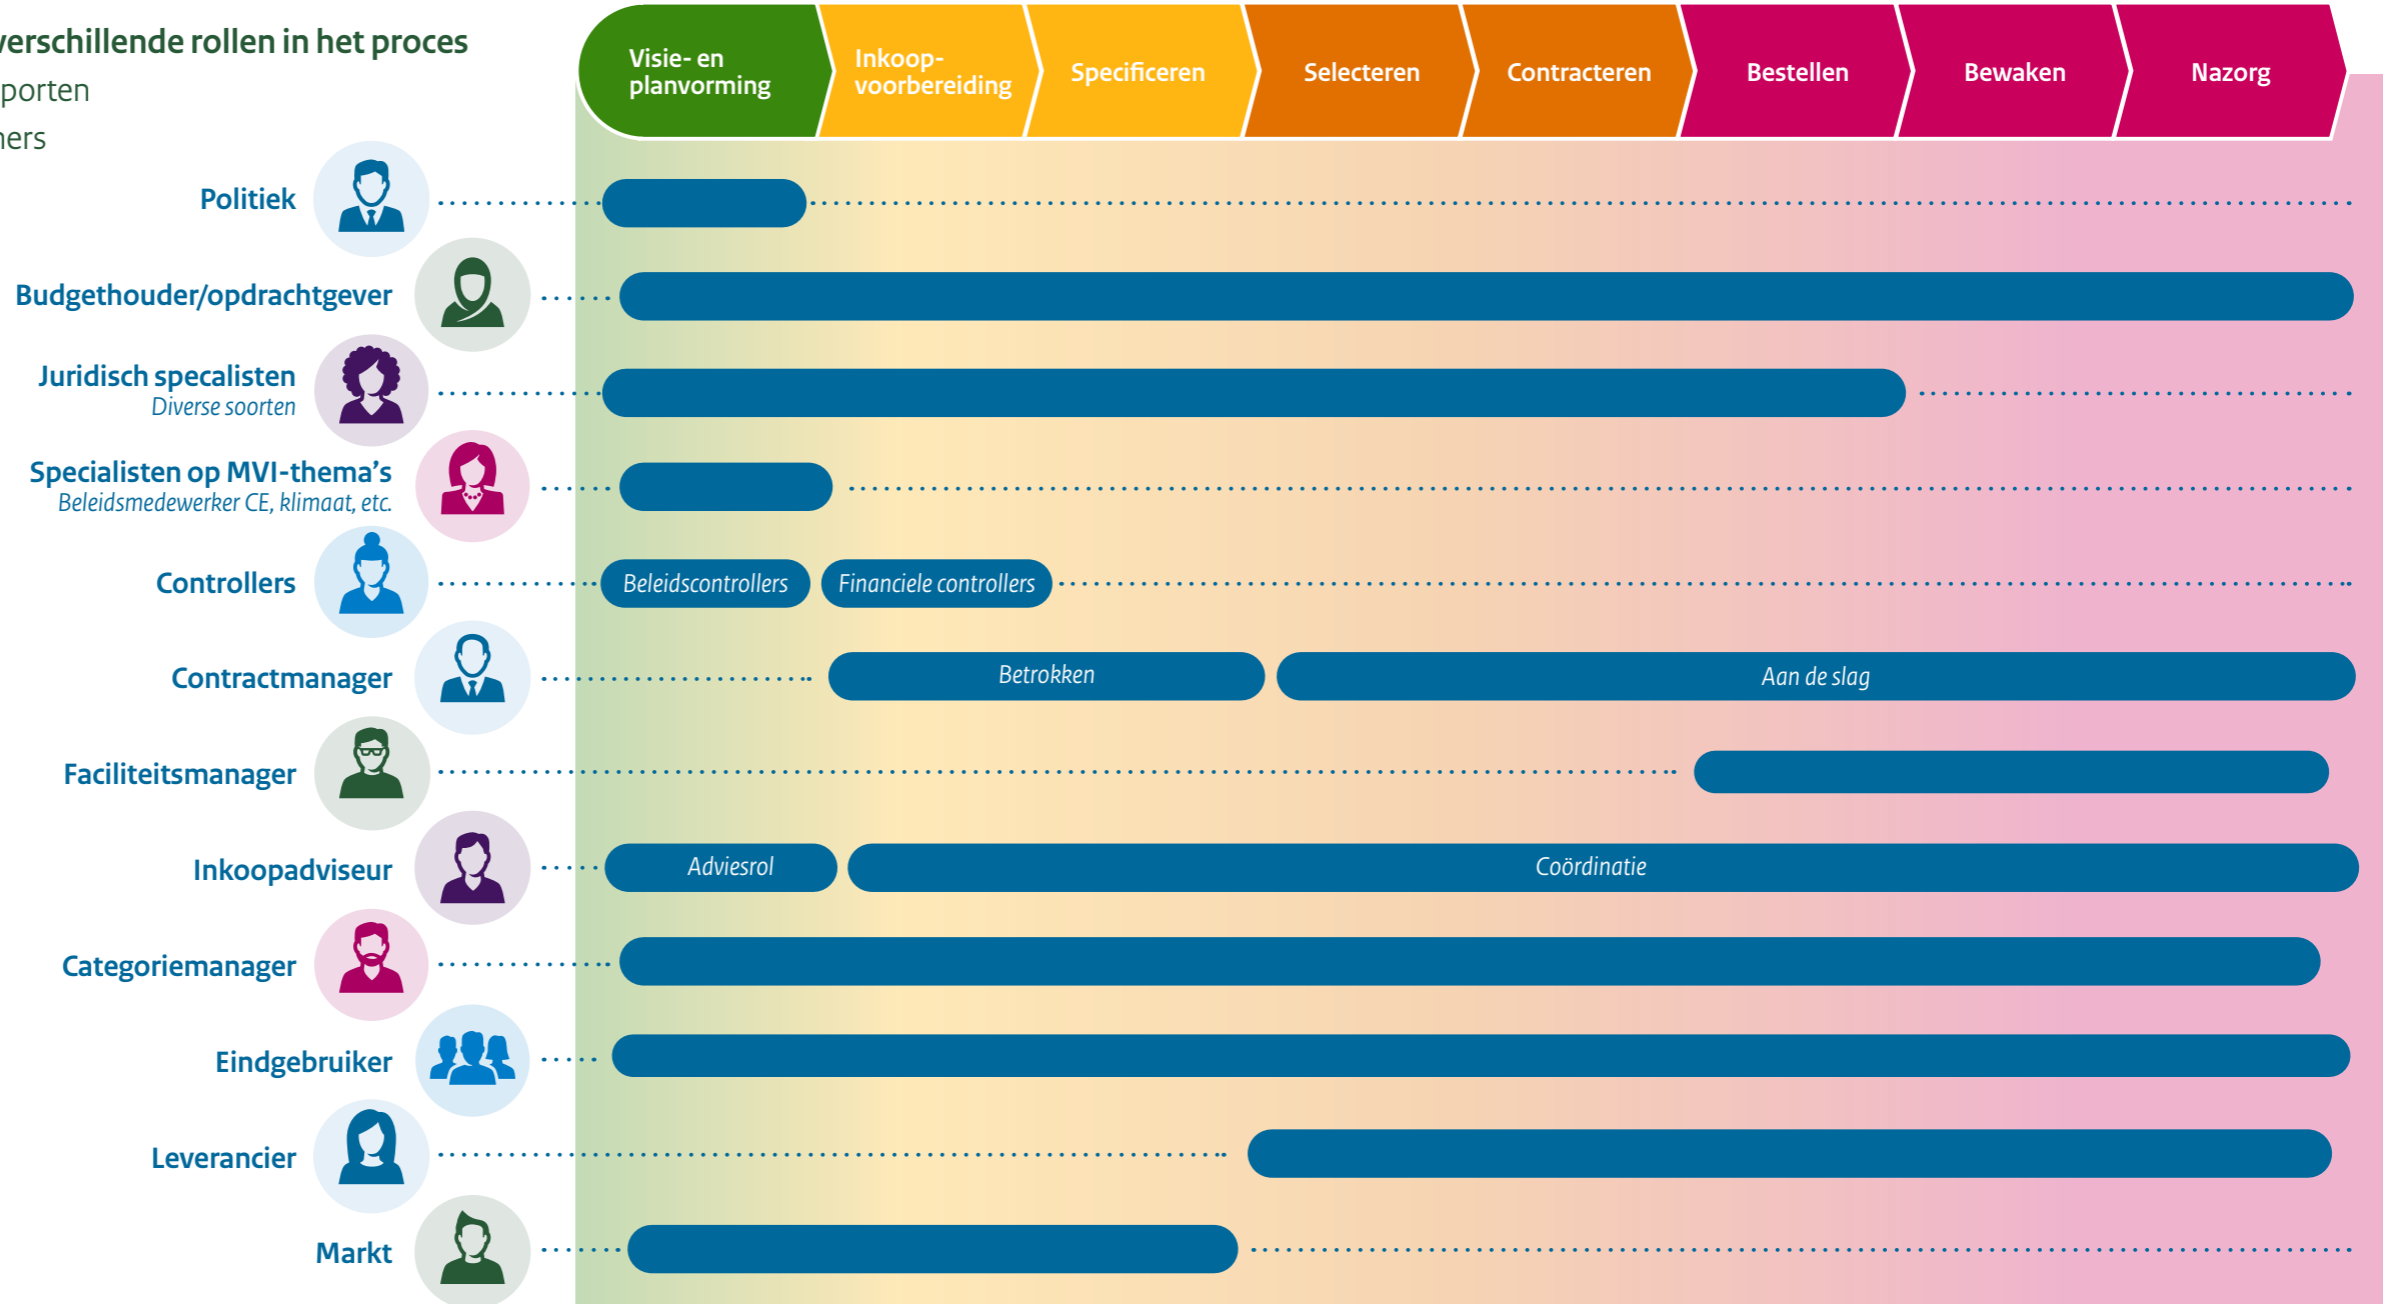 verschillende rollen in het proces
porten
Visie- en
planvorming
Inkoop-
voorbereiding
Specificeren
Selecteren
Contracteren
Bestellen
Bewaken
Nazorg
Politiek
Budgethouder/opdrachtgever
Juridisch specalisten
Diverse soorten
Specialisten op MVI-thema's
Beleidsmedewerker CE, klimaat, etc.
Controllers
Beleidscontrollers
Financiele controllers
Contractmanager
Betrokken
Aan de slag
Faciliteitsmanager
Inkoopadviseur
Adviesrol
Coördinatie
Categoriemanager
Eindgebruiker
Leverancier
Markt